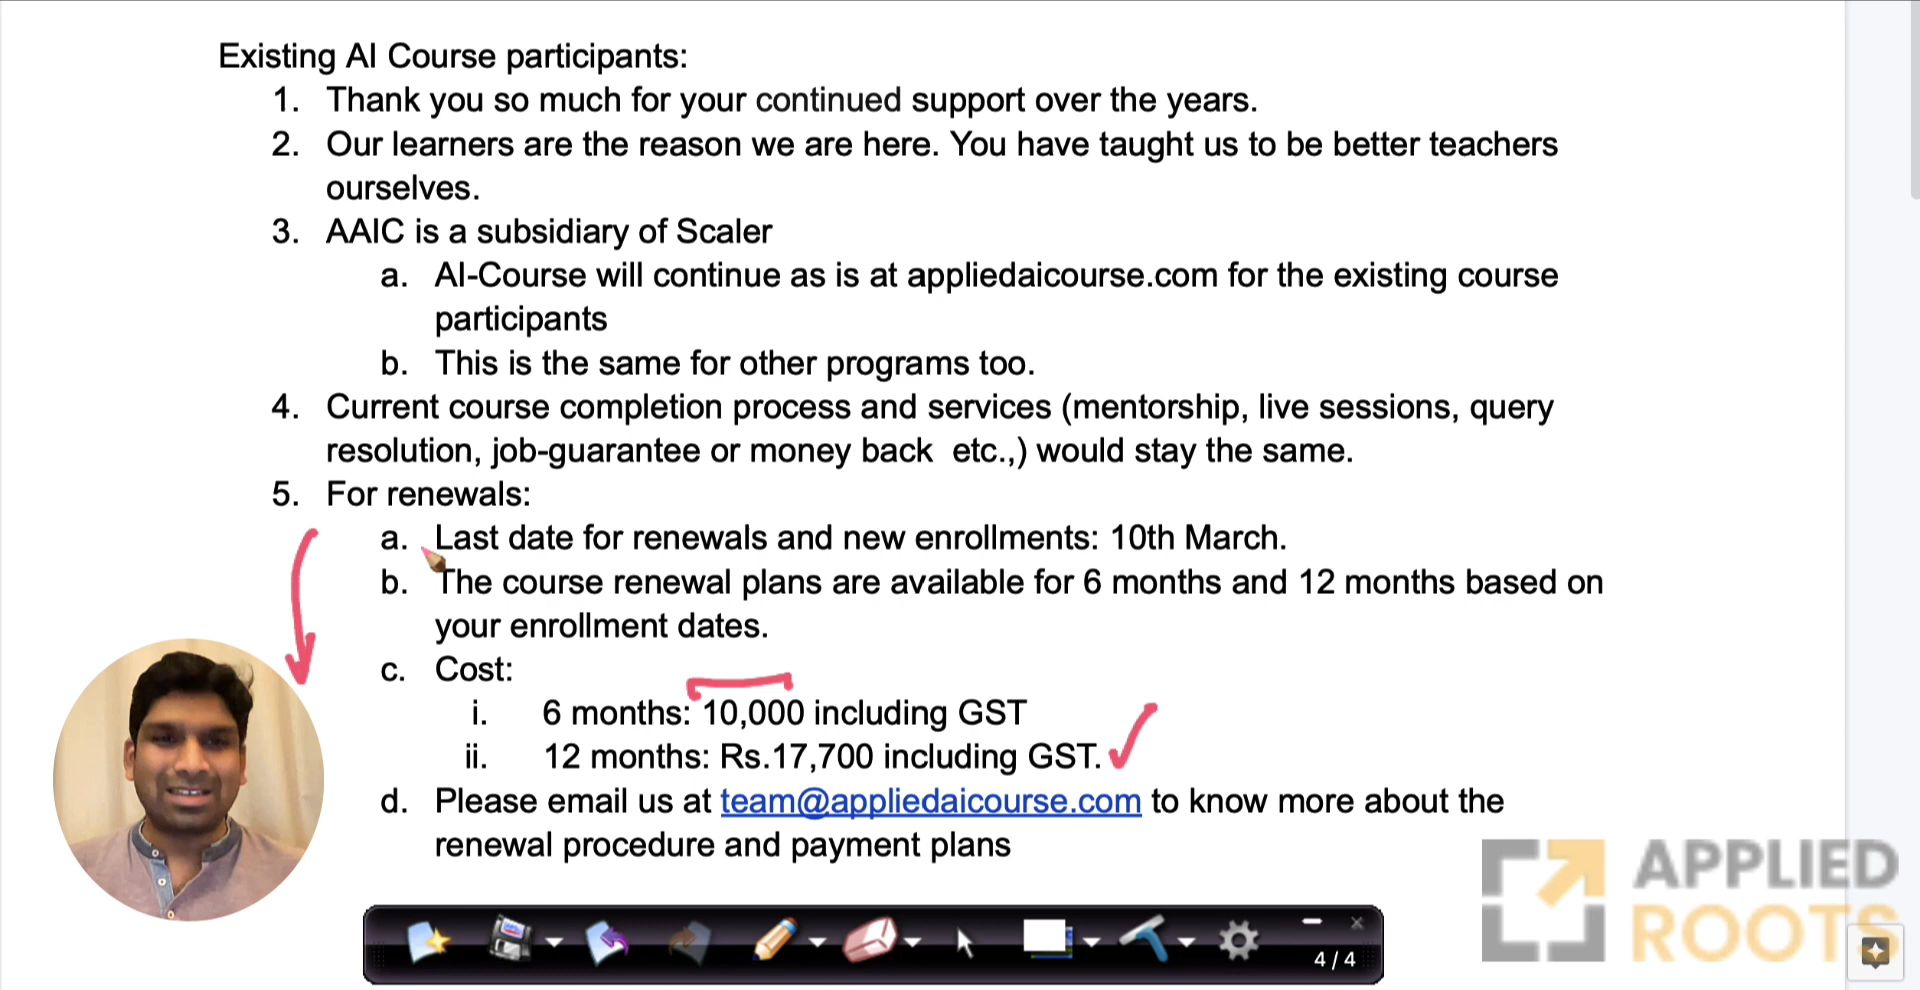 Existing AI Course participants:
1. Thank you so much for your continued support over the years.
2. Our learners are the reason we are here. You have taught us to be better teachers
ourselves.
3. AAIC is a subsidiary of Scaler
a. AI-Course will continue as is at appliedaicourse.com for the existing course
participants
b. This is the same for other programs too.
4. Current course completion process and services (mentorship, live sessions, query
resolution, job-guarantee or money back  etc.,) would stay the same.
5. For renewals:
a. Last date for renewals and new enrollments: 10th March.
b. The course renewal plans are available for 6 months and 12 months based on
your enrollment dates.
c. Cost:
i. 6 months: 10,000 including GST
ii. 12 months: Rs.17,700 including GST.
d. Please email us at team@appliedaicourse.com to know more about the
renewal procedure and payment plans
APPLIED
ROOTS
4 / 4